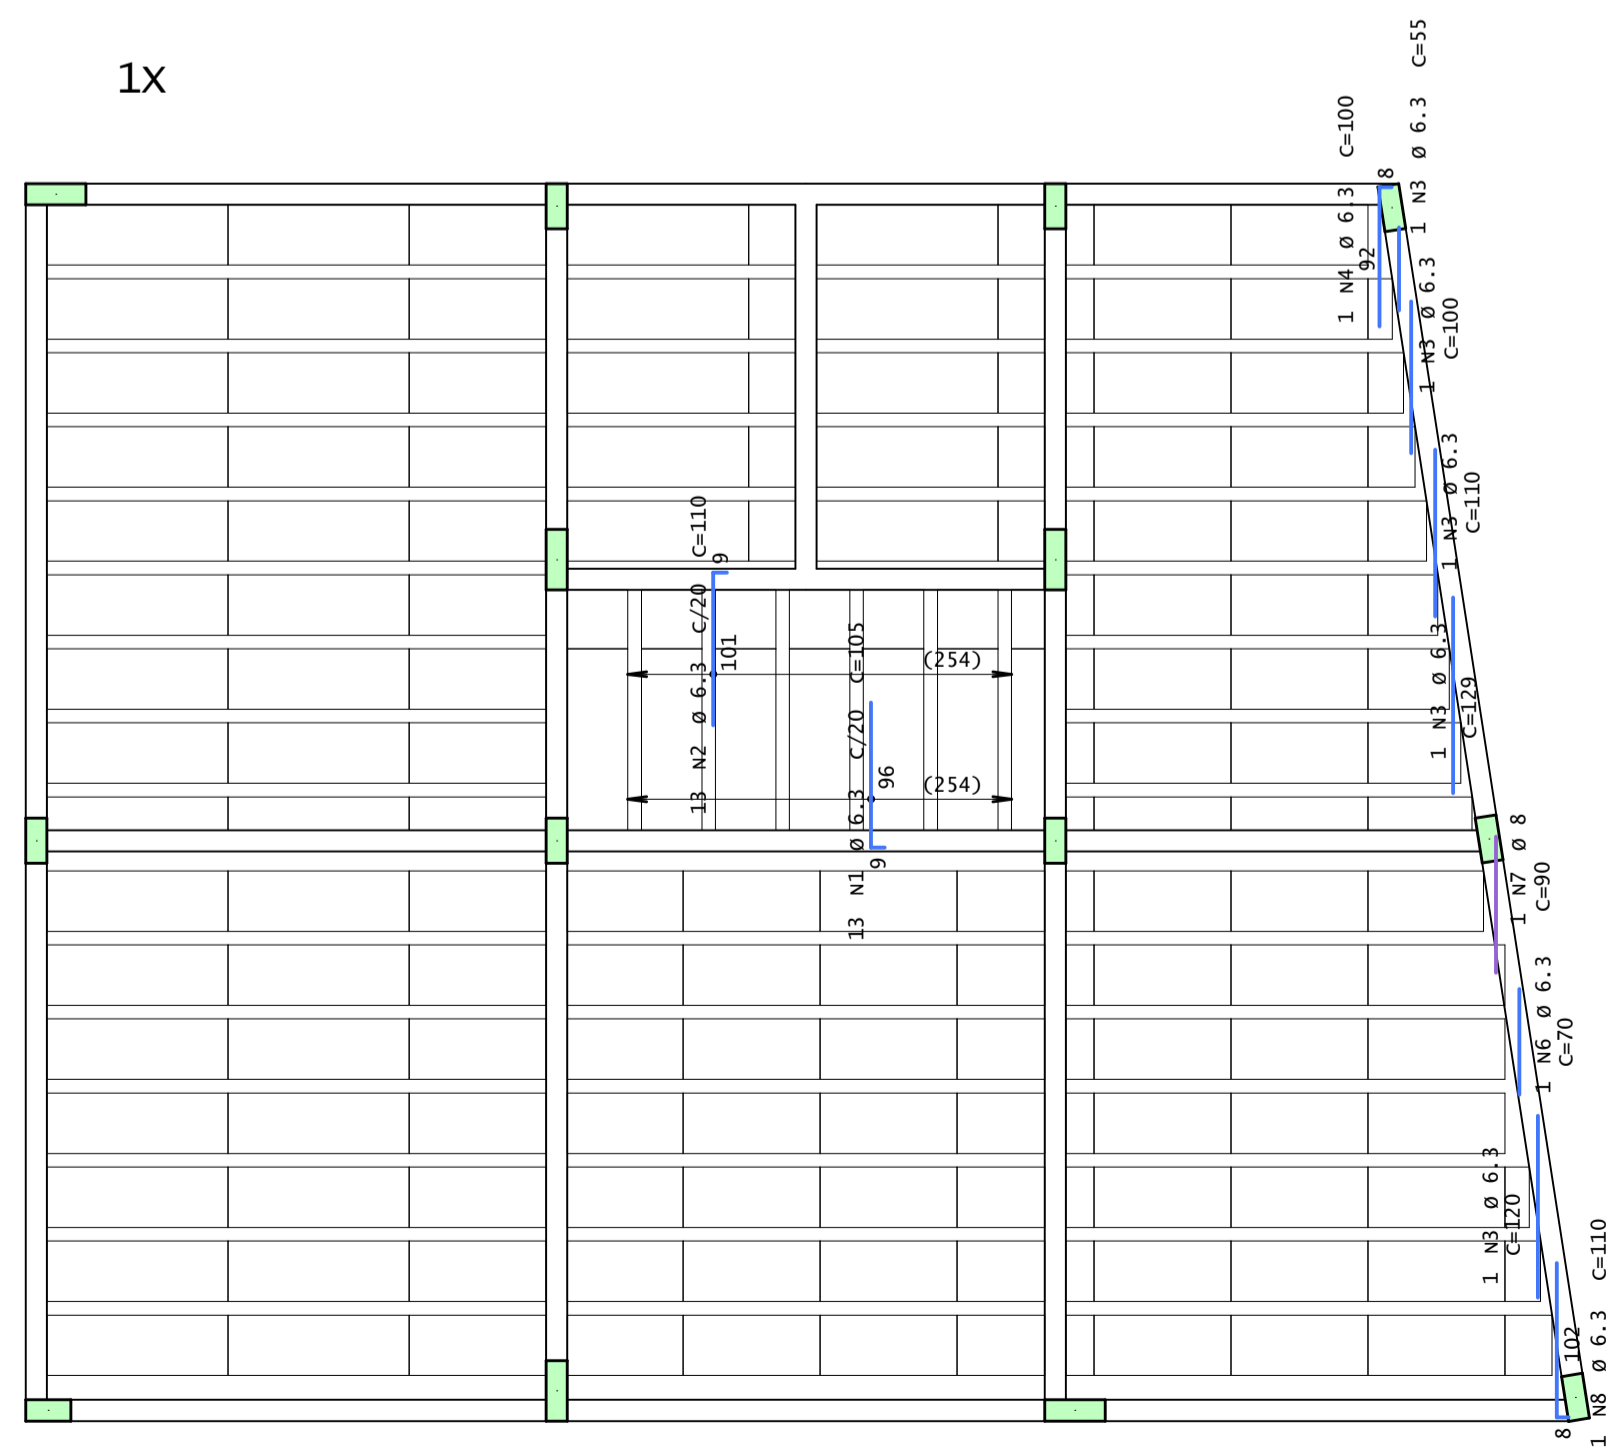 1X
C=55
1 N3 Ø 6.3
C=100
1 N4 Ø 6.3
8
92
1 N3 Ø 6.3
C=100
1 N3 Ø 6.3
C=110
1 N3 Ø 6.3
C=129
13 N2 Ø 6.3 C/20 C=110
9
101
(254)
13 N1 Ø 6.3 C/20 C=105
96
(254)
9
1 N7 Ø 8
C=90
1 N6 Ø 6.3
C=70
1 N3 Ø 6.3
C=120
1 N8 Ø 6.3 C=110
102
8